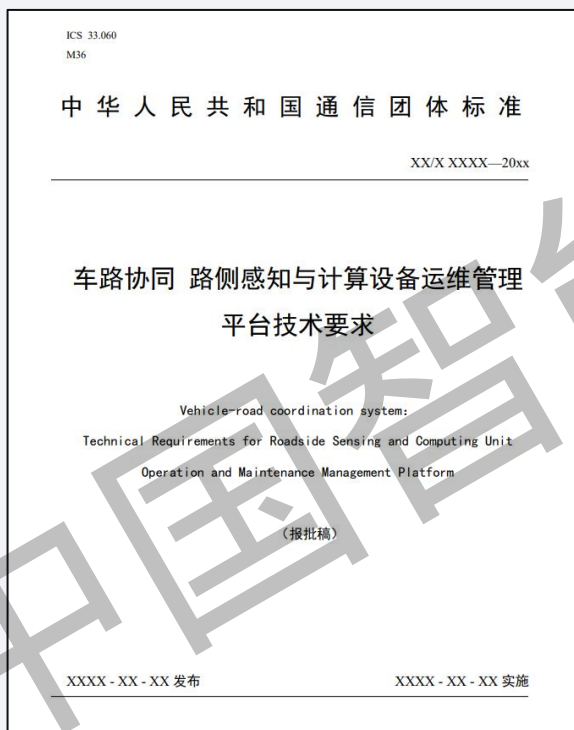 ICS 33.060
M36
中华人民共和国通信团体标准
XX/X XXXX—20xx
车路协同 路侧感知与计算设备运维管理
平台技术要求
Vehicle-road coordination system:
Technical Requirements for Roadside Sensing and Computing Unit
Operation and Maintenance Management Platform
（报批稿）
XXXX - XX - XX 发布
XXXX - XX - XX 实施
中国智